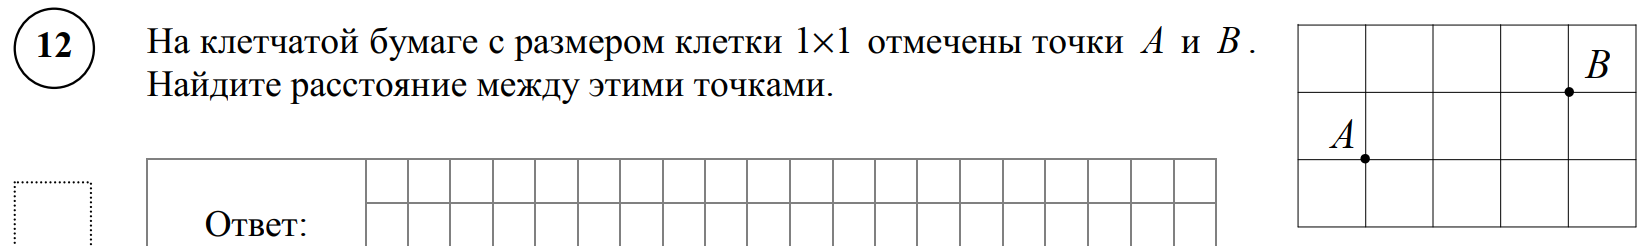 12
На клетчатой бумаге с размером клетки 1×1 отмечены точки A и B.
Найдите расстояние между этими точками.
B
A
Ответ: